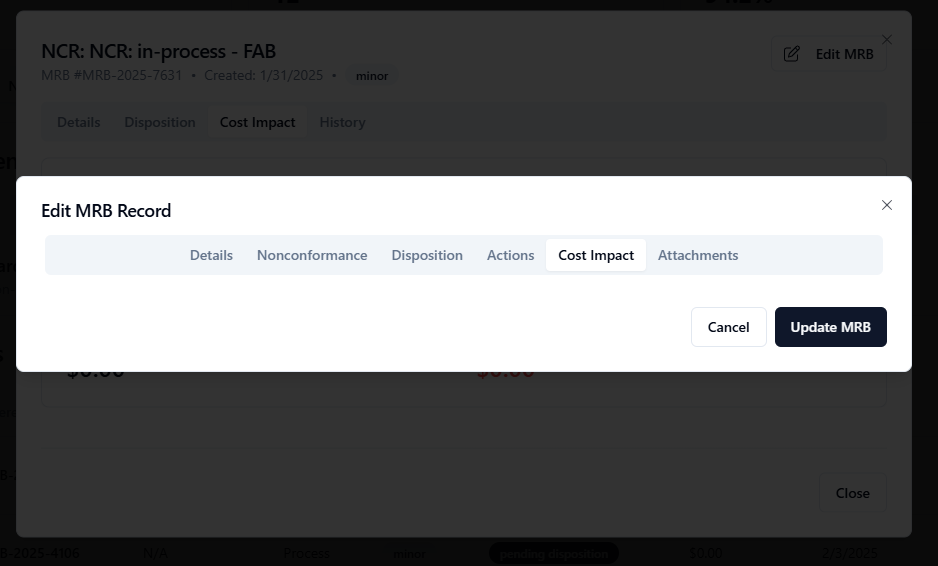 NCR: NCR: in-process - FAB
Edit MRB
MRB #MRB-2025-7631 • Created: 1/31/2025 • minor
Details Disposition Cost Impact History
Edit MRB Record
Details Nonconformance Disposition Actions Cost Impact Attachments
Cancel Update MRB
$0.00 $0.00
Close
B-2025-4106 N/A Process minor pending disposition $0.00 2/3/2025